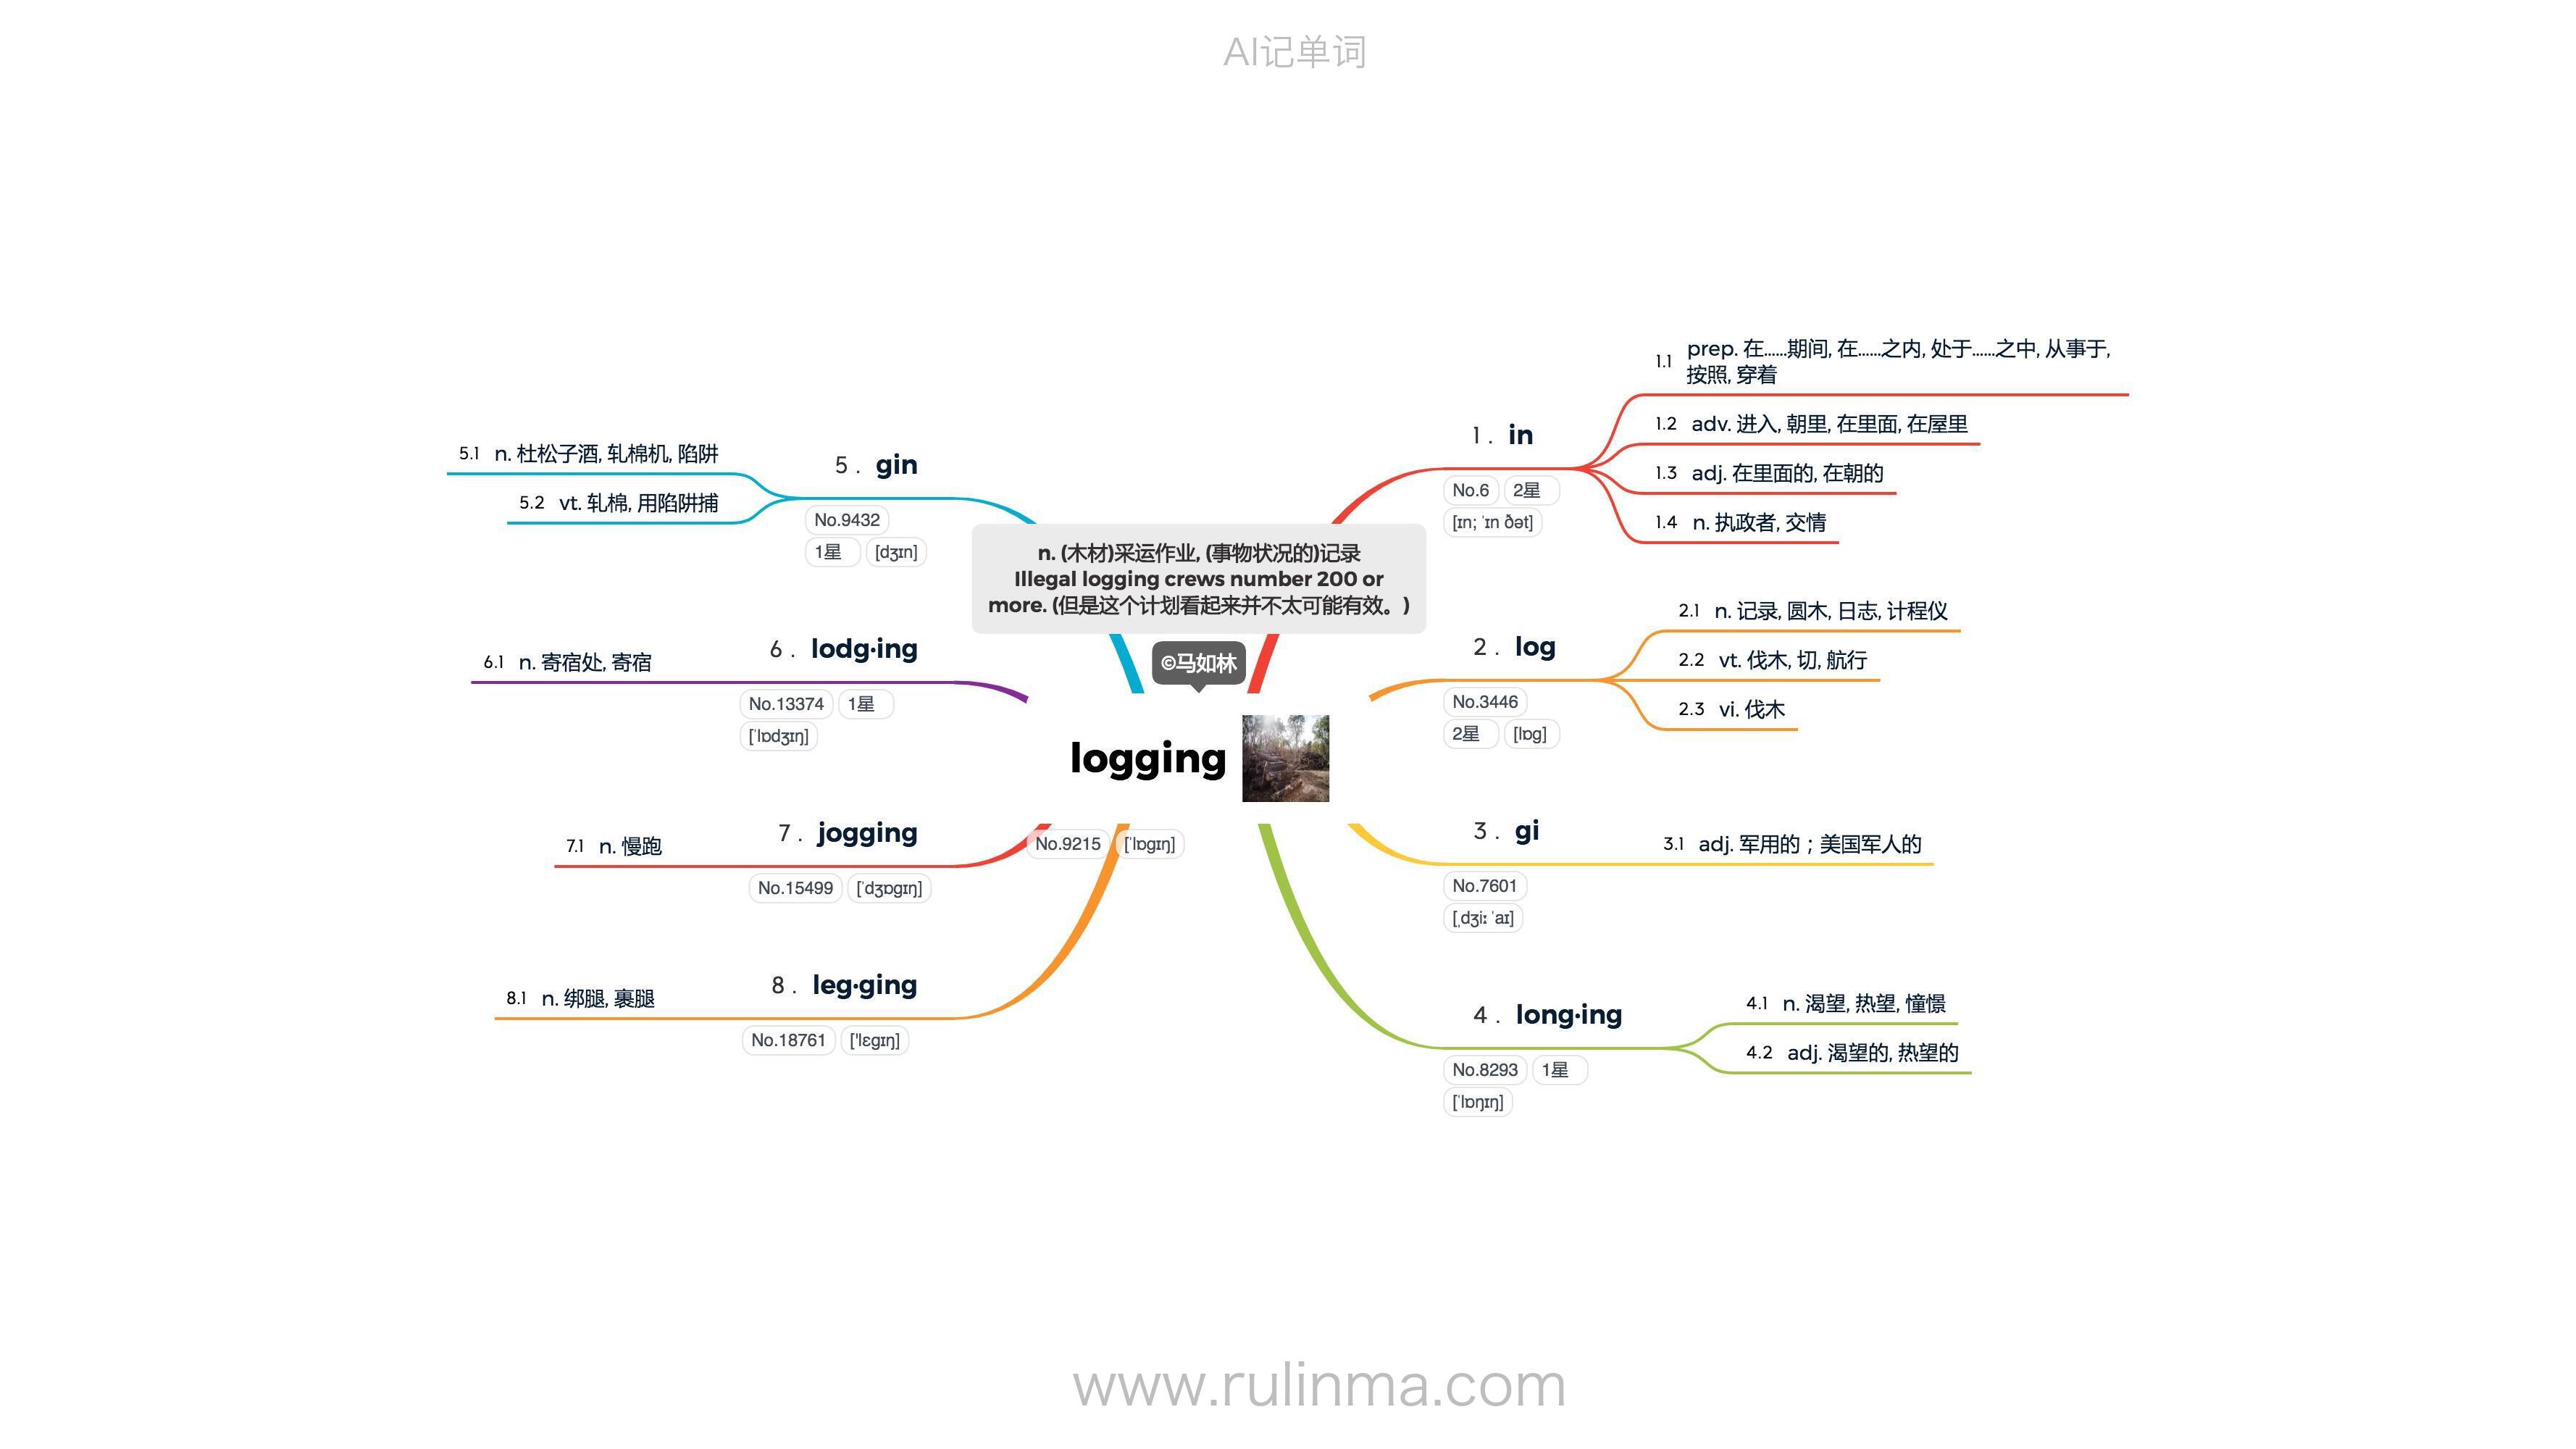 AI记单词
n. (木材)采运作业, (事物状况的)记录
Illegal logging crews number 200 or
more. (但是这个计划看起来并不太可能有效。)
©马如林
logging
No.9215 [ˈlɒɡɪŋ]
1. in
No.6 2星
[ɪn; ˈɪn ðət]
1.1 prep. 在……期间, 在……之内, 处于……之中, 从事于,
按照, 穿着
1.2 adv. 进入, 朝里, 在里面, 在屋里
1.3 adj. 在里面的, 在朝的
1.4 n. 执政者, 交情
2. log
No.3446
2星 [lɒɡ]
2.1 n. 记录, 圆木, 日志, 计程仪
2.2 vt. 伐木, 切, 航行
2.3 vi. 伐木
3. gi
No.7601
[ˌdʒiː ˈaɪ]
3.1 adj. 军用的；美国军人的
4. long·ing
No.8293 1星
[ˈlɒŋɪŋ]
4.1 n. 渴望, 热望, 憧憬
4.2 adj. 渴望的, 热望的
5. gin
No.9432
1星 [dʒɪn]
5.1 n. 杜松子酒, 轧棉机, 陷阱
5.2 vt. 轧棉, 用陷阱捕
6. lodg·ing
No.13374 1星
[ˈlɒdʒɪŋ]
6.1 n. 寄宿处, 寄宿
7. jogging
No.15499 [ˈdʒɒɡɪŋ]
7.1 n. 慢跑
8. leg·ging
No.18761 ['lɛɡɪŋ]
8.1 n. 绑腿, 裹腿
www.rulinma.com